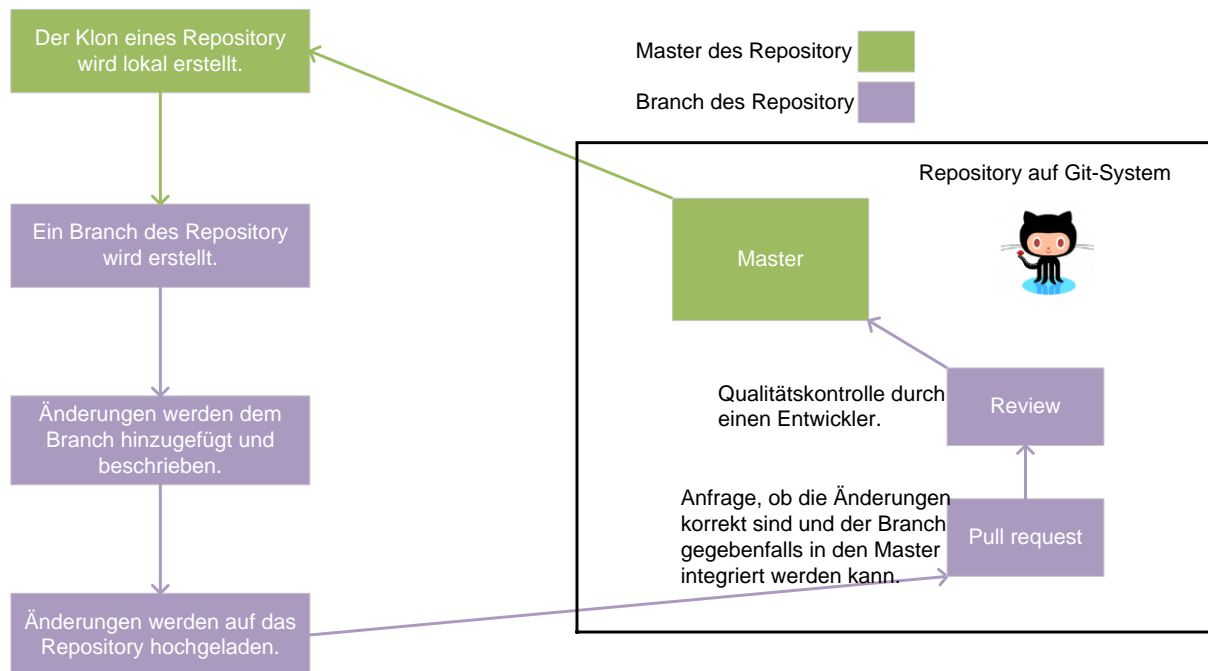 Der Klon eines Repository
wird lokal erstellt.
Master des Repository
Branch des Repository
Repository auf Git-System
Ein Branch des Repository
wird erstellt.
Master
Änderungen werden dem
Branch hinzugefügt und
beschrieben.
Qualitätskontrolle durch
einen Entwickler.
Review
Anfrage, ob die Änderungen
korrekt sind und der Branch
gegebenfalls in den Master
integriert werden kann.
Pull request
Änderungen werden auf das
Repository hochgeladen.